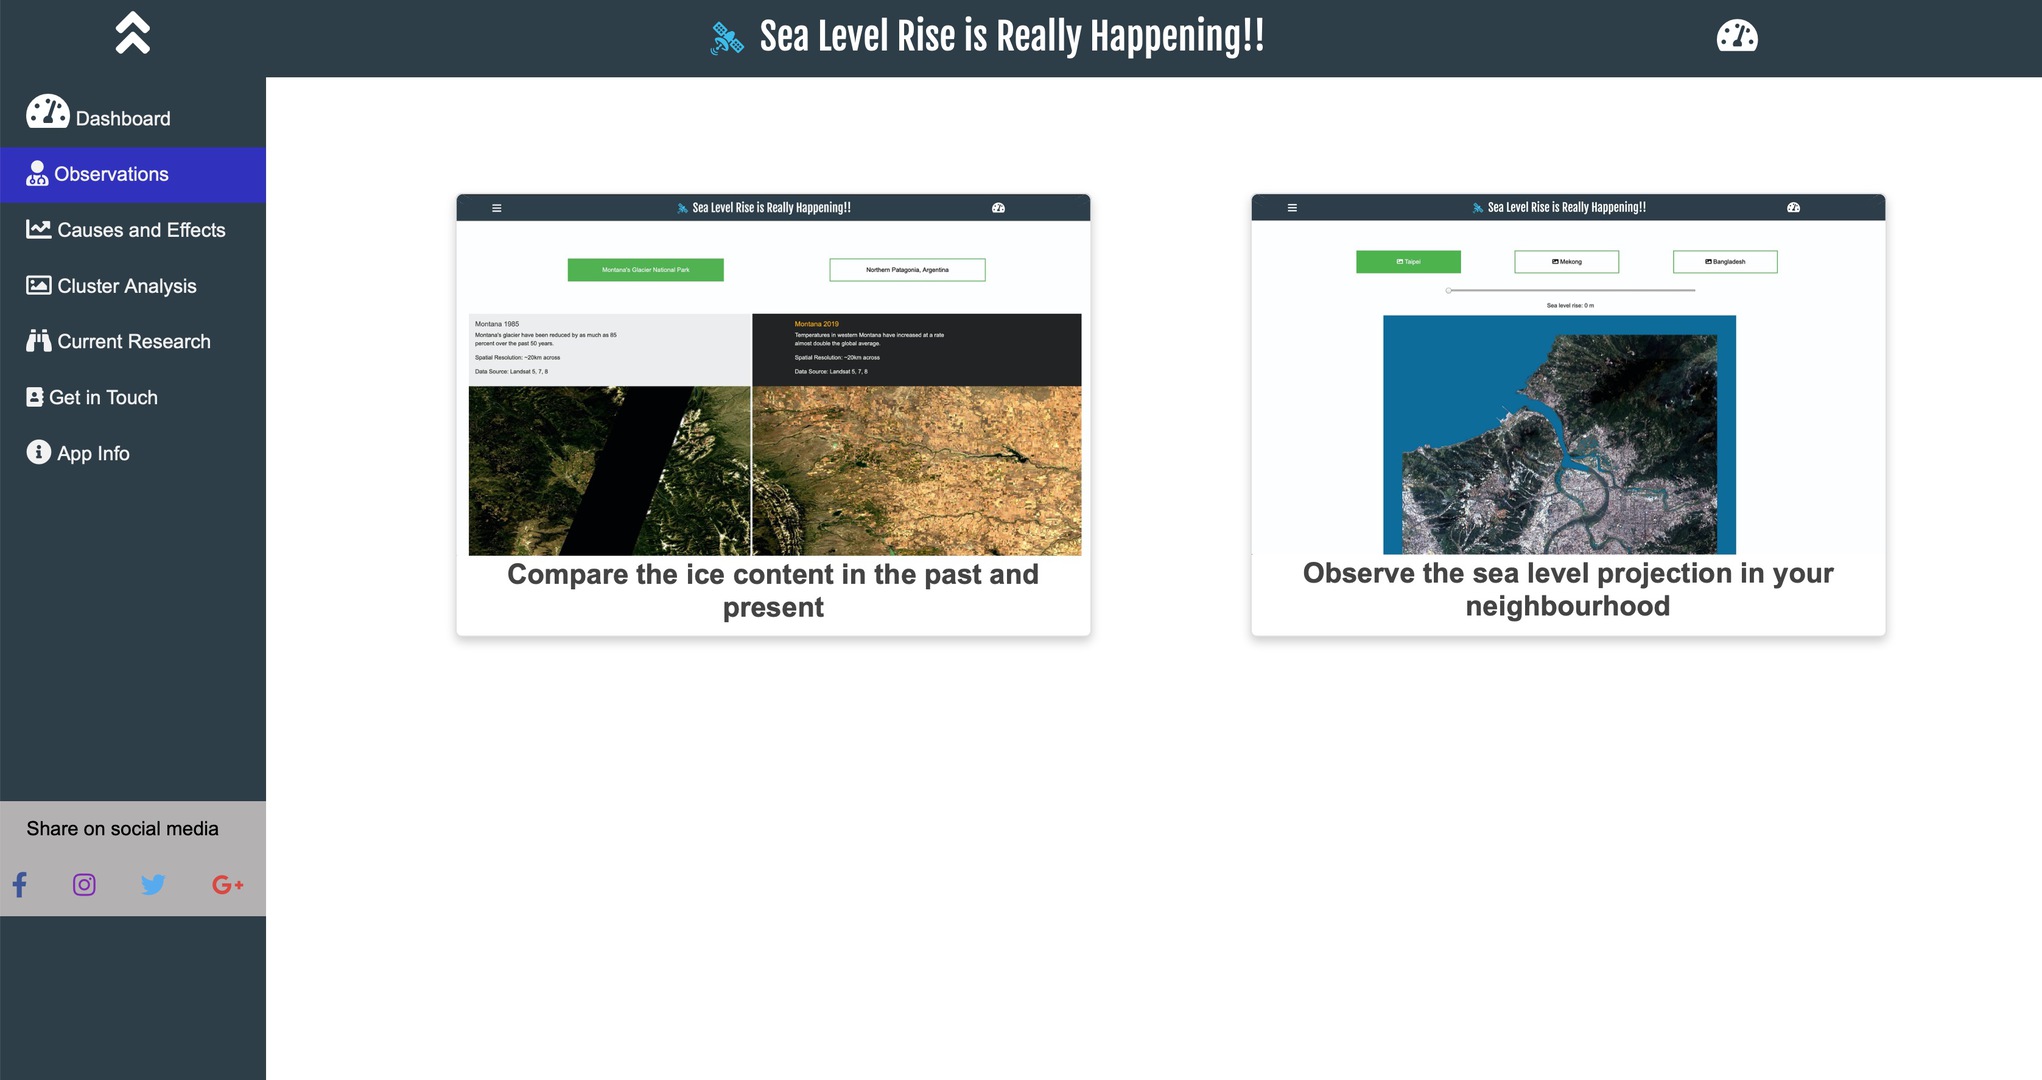 Sea Level Rise is Really Happening!!
Dashboard
Observations
Causes and Effects
Cluster Analysis
Current Research
Get in Touch
App Info
Share on social media
Sea Level Rise is Really Happening!!
Montana's Glacier National Park
Northern Patagonia, Argentina
Montana 1985
Montana's glacier have been reduced by as much as 85
percent over the past 50 years.
Spatial Resolution: ~20km across
Data Source: Landsat 5, 7, 8
Montana 2019
Temperatures in western Montana have increased at a rate
almost double the global average.
Spatial Resolution: ~20km across
Data Source: Landsat 5, 7, 8
Compare the ice content in the past and
present
Sea Level Rise is Really Happening!!
Taipei
Mekong
Bangladesh
Sea level rise: 0 m
Observe the sea level projection in your
neighbourhood